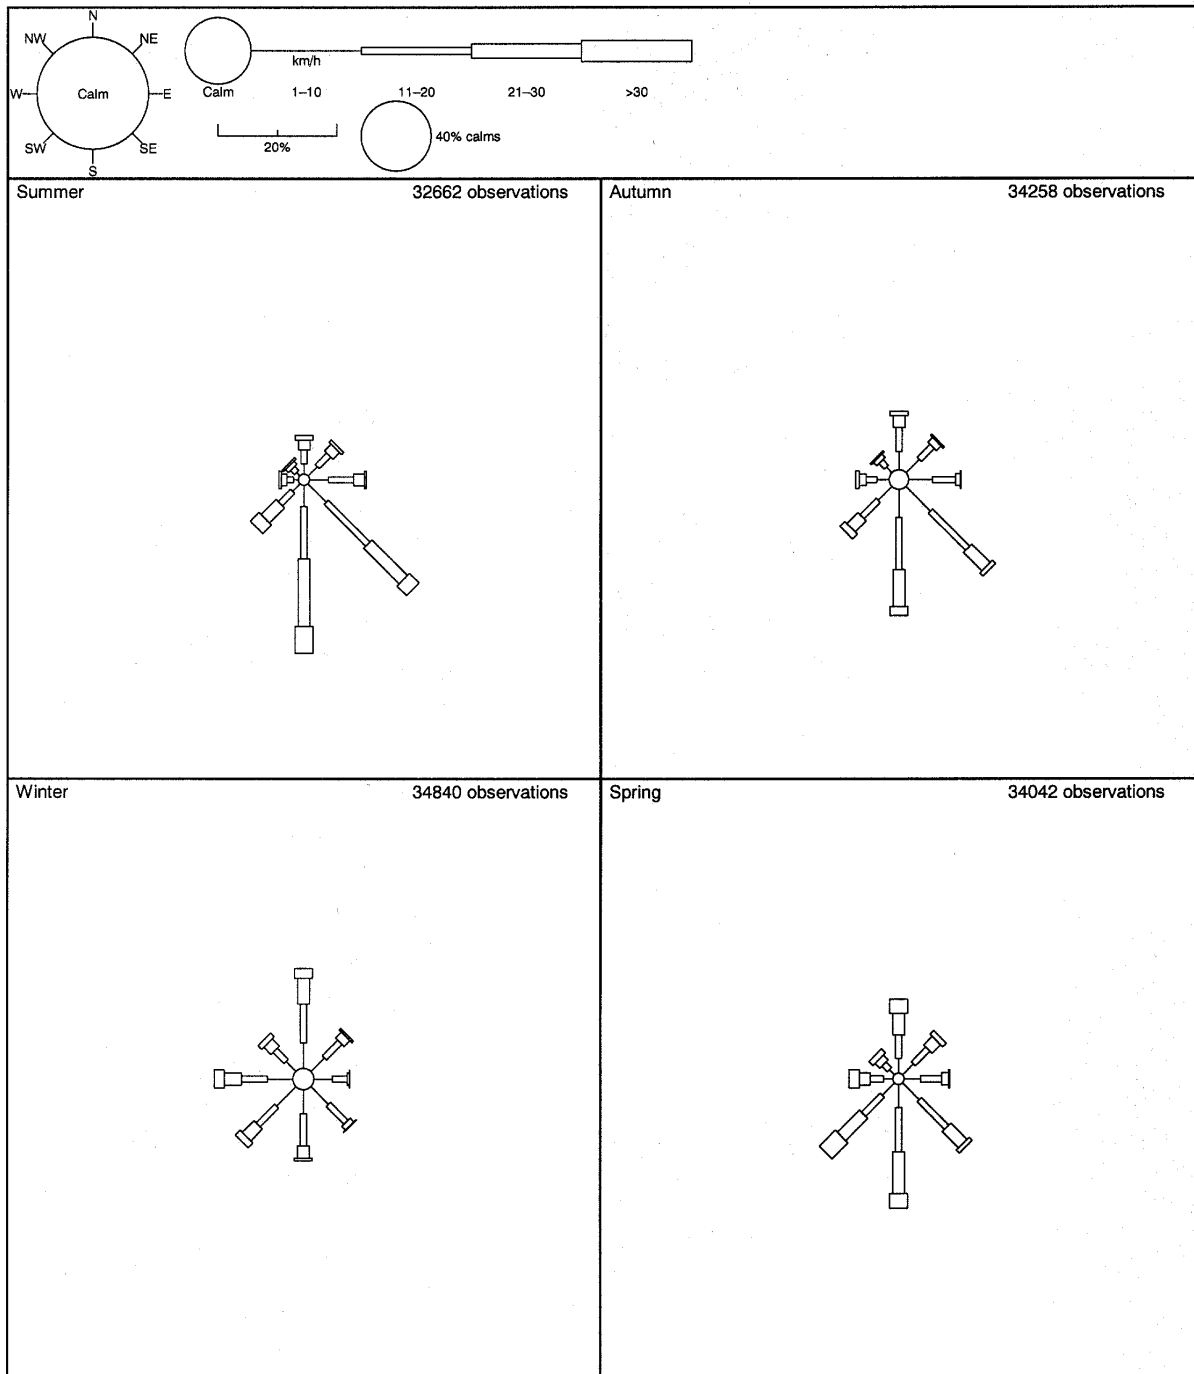 N
NW NE
W Calm E
SW SE
S
km/h
Calm 1–10 11–20 21–30 >30
20%
40% calms
Summer 32662 observations
Autumn 34258 observations
Winter 34840 observations
Spring 34042 observations